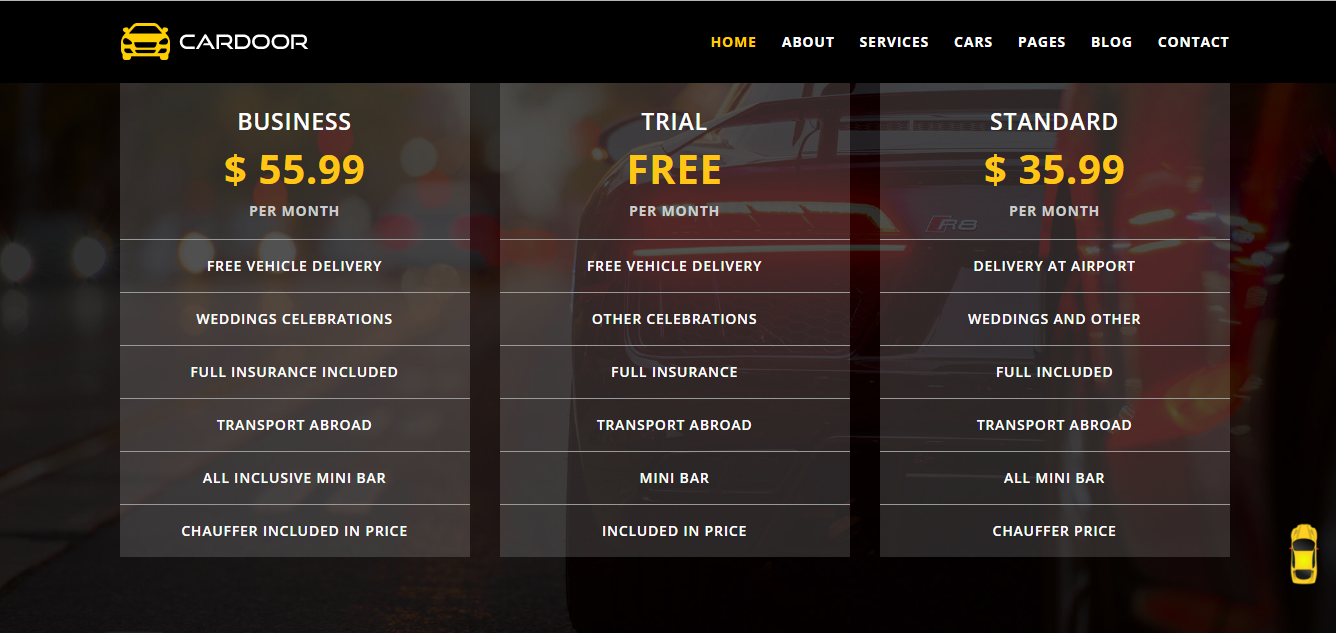 CARDOOR
HOME ABOUT SERVICES CARS PAGES BLOG CONTACT
BUSINESS
$ 55.99
PER MONTH
FREE VEHICLE DELIVERY
WEDDINGS CELEBRATIONS
FULL INSURANCE INCLUDED
TRANSPORT ABROAD
ALL INCLUSIVE MINI BAR
CHAUFFER INCLUDED IN PRICE
TRIAL
FREE
PER MONTH
FREE VEHICLE DELIVERY
OTHER CELEBRATIONS
FULL INSURANCE
TRANSPORT ABROAD
MINI BAR
INCLUDED IN PRICE
STANDARD
$ 35.99
PER MONTH
DELIVERY AT AIRPORT
WEDDINGS AND OTHER
FULL INCLUDED
TRANSPORT ABROAD
ALL MINI BAR
CHAUFFER PRICE
R8